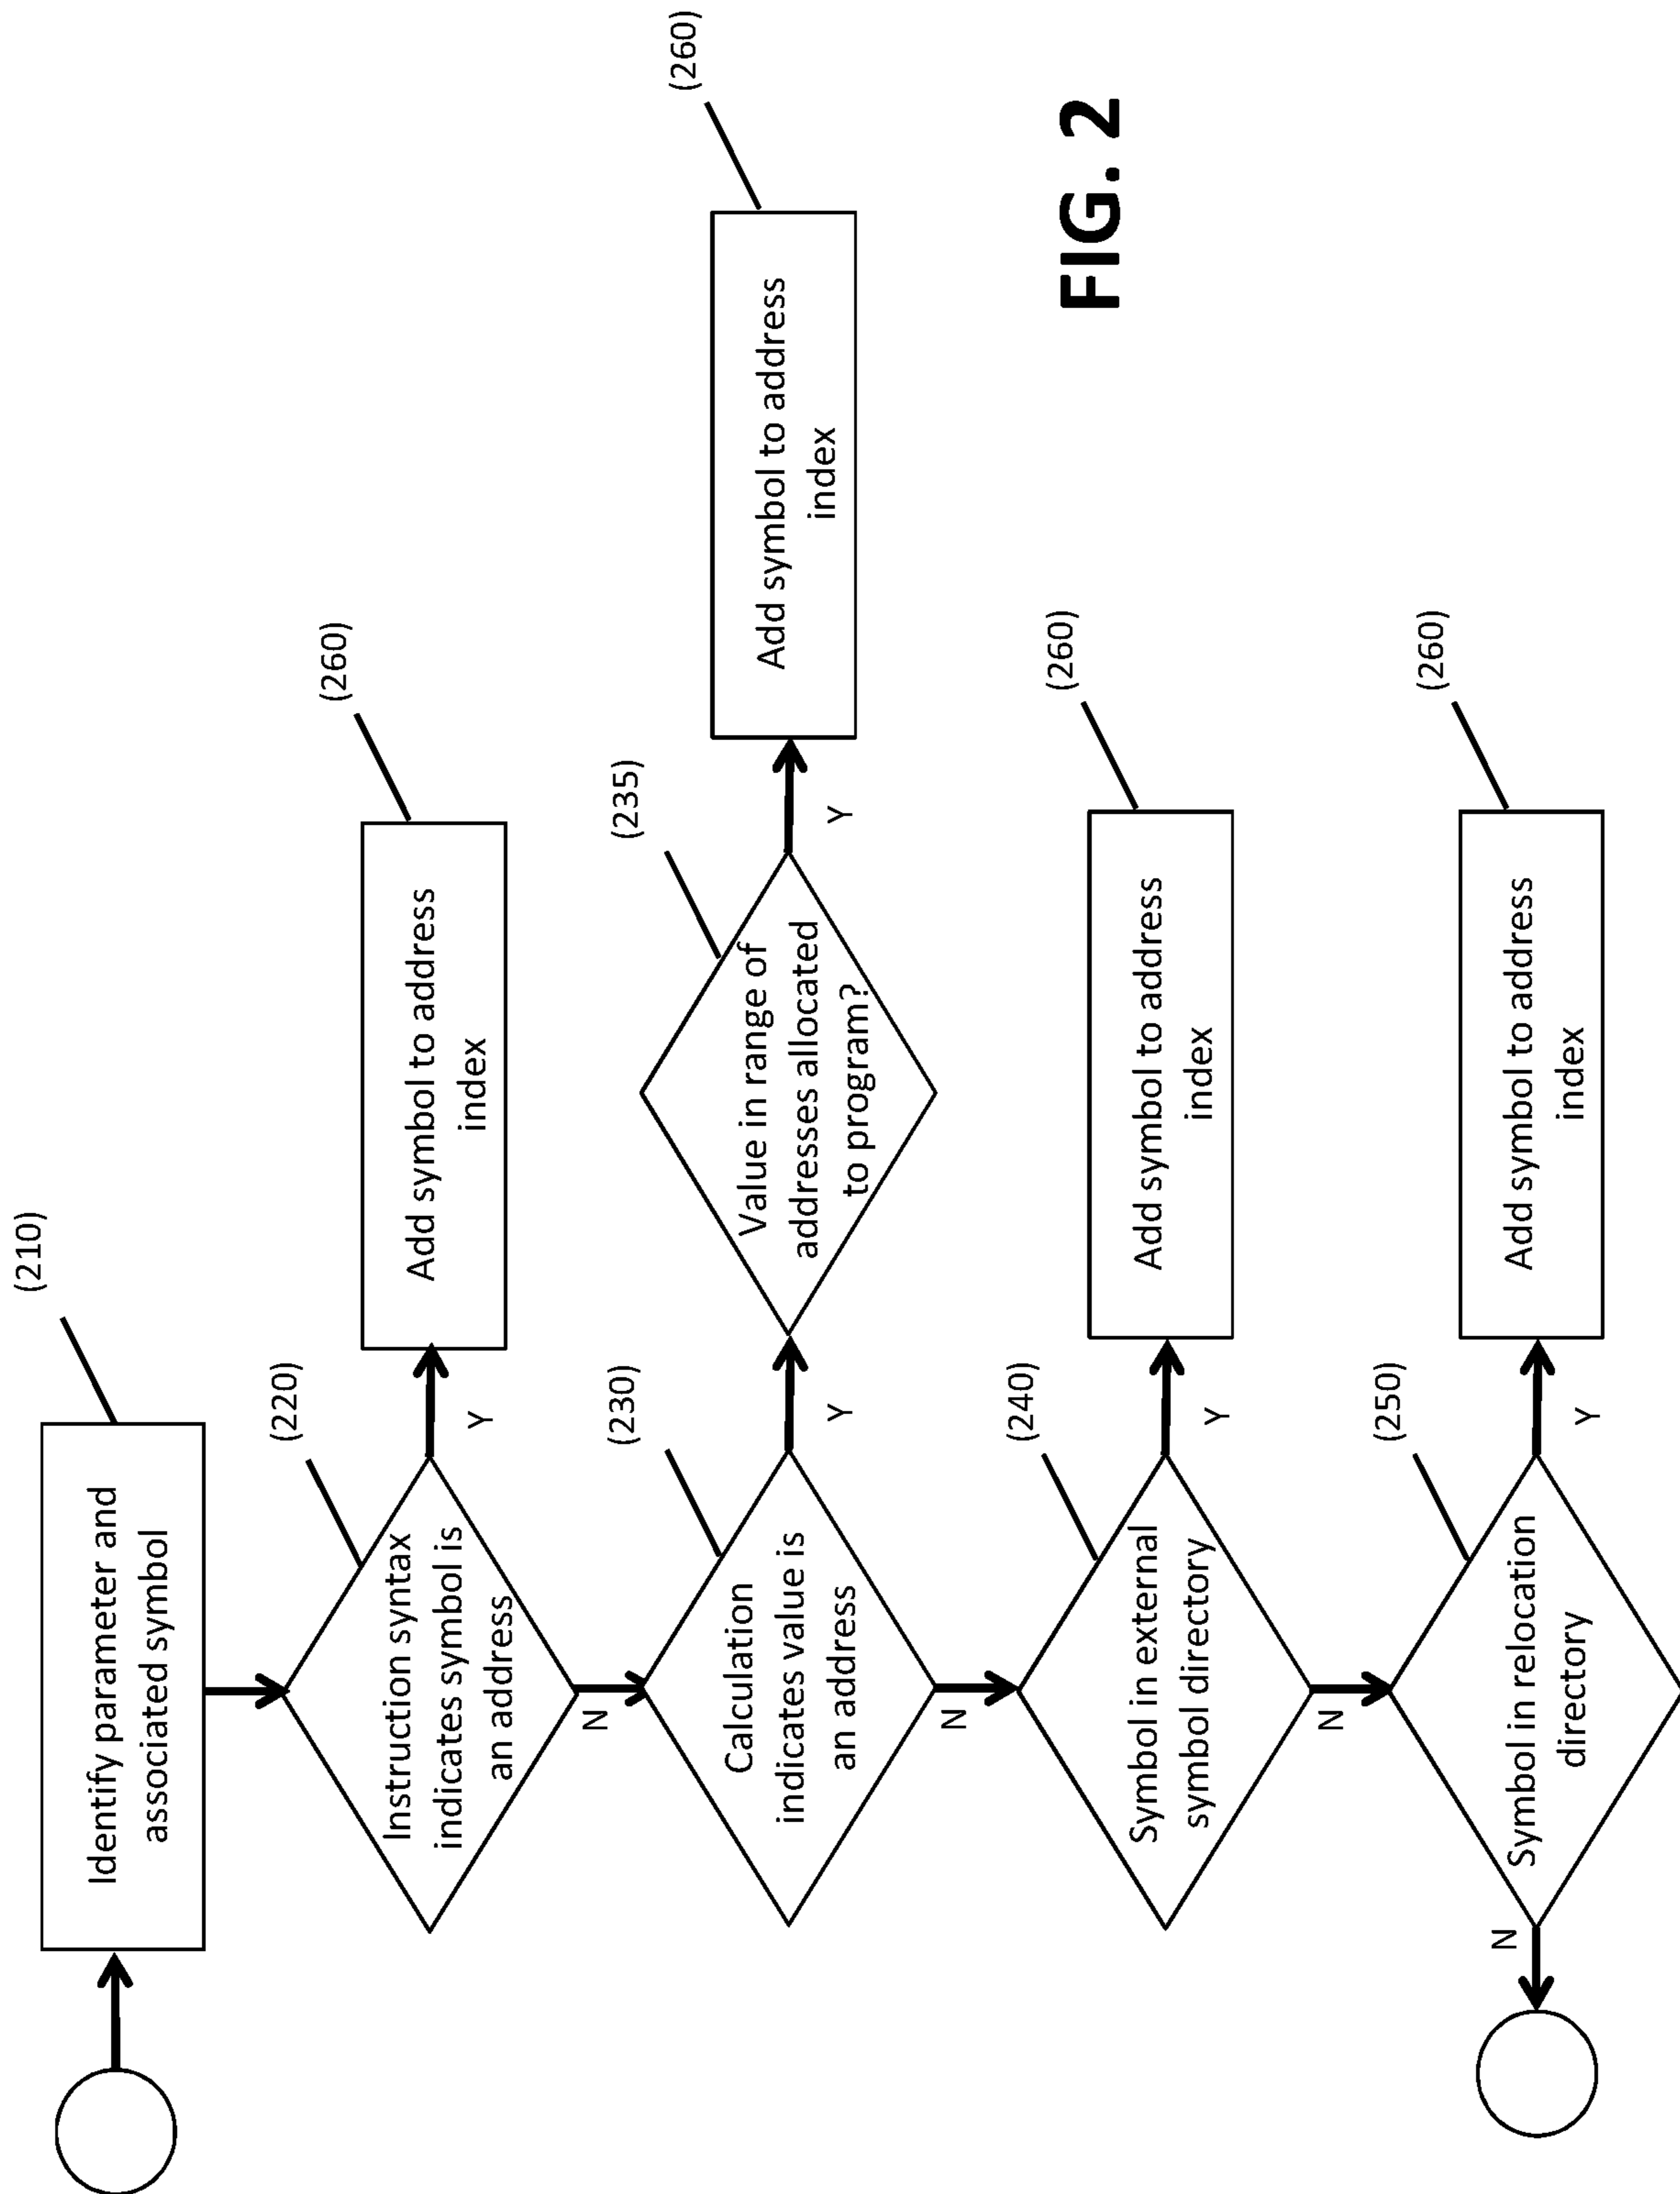 (210)
Identify parameter and
associated symbol
(220)
Instruction syntax
indicates symbol is
an address
Y
(260)
Add symbol to address
index
N
(230)
Calculation
indicates value is
an address
Y
(235)
Value in range of
addresses allocated
to program?
Y
(260)
Add symbol to address
index
N
(240)
Symbol in external
symbol directory
Y
(260)
Add symbol to address
index
N
(250)
Symbol in relocation
directory
Y
(260)
Add symbol to address
index
N
FIG. 2